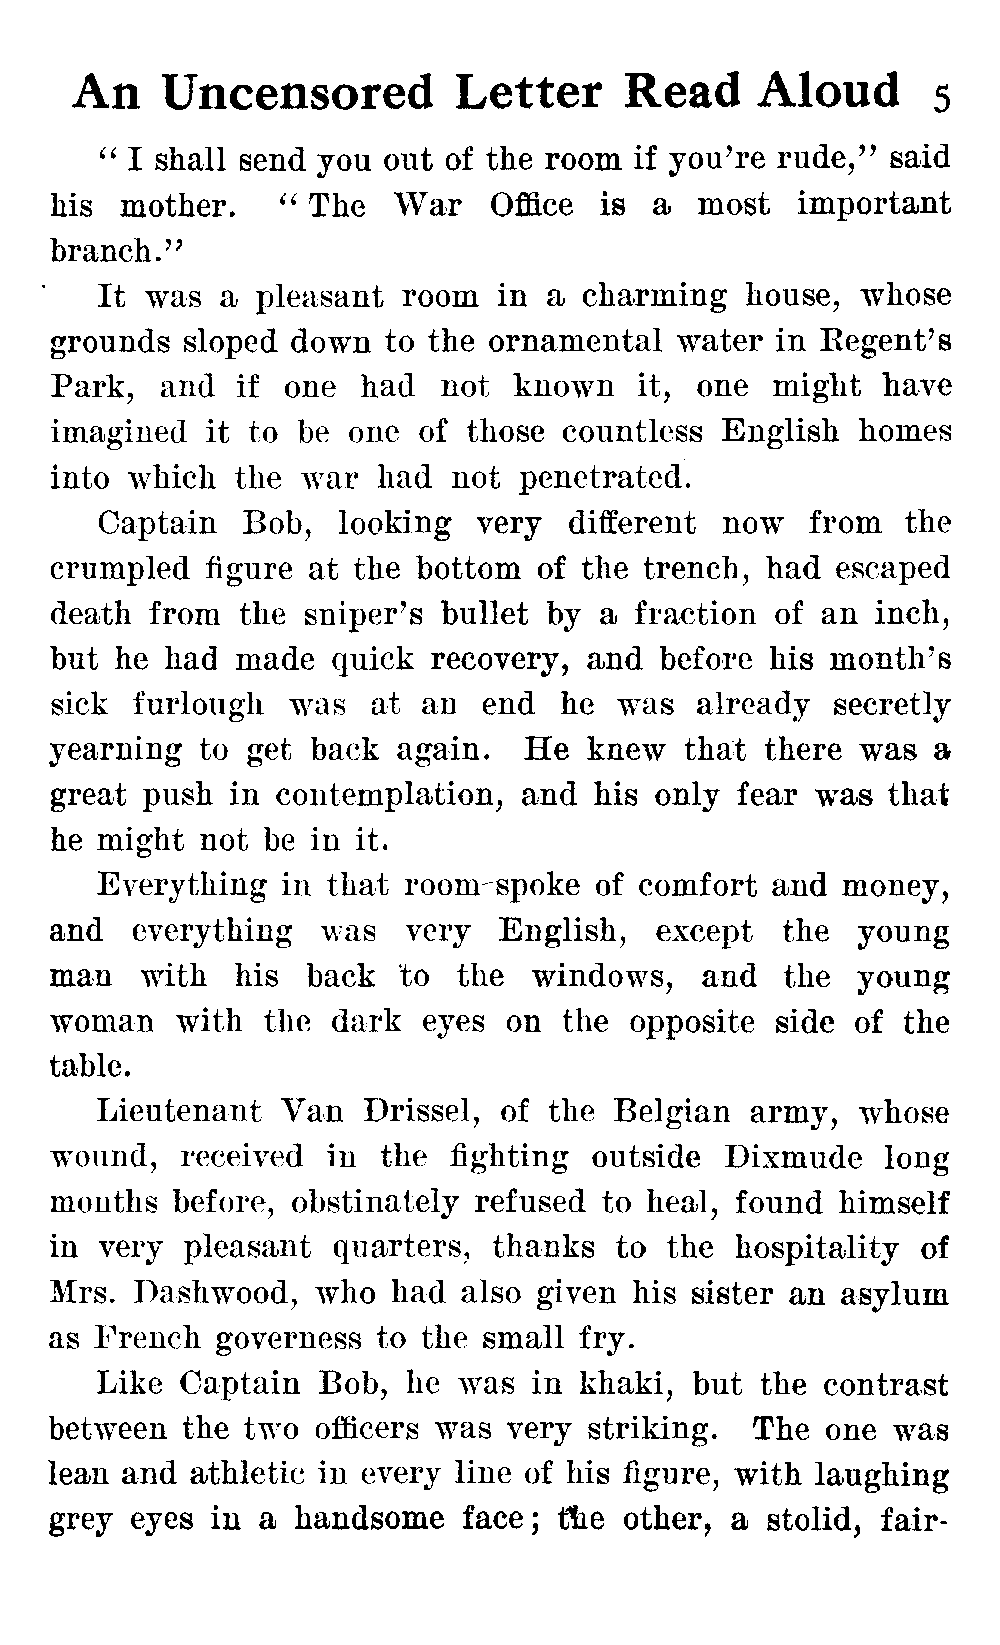 An Uncensored Letter Read Aloud 5
“ I shall send you out of the room if you’re rude,” said
his mother. “ The War Office is a most important
branch.”
It was a pleasant room in a charming house, whose
grounds sloped down to the ornamental water in Regent’s
Park, and if one had not known it, one might have
imagined it to be one of those countless English homes
into which the war had not penetrated.
Captain Bob, looking very different now from the
crumpled figure at the bottom of the trench, had escaped
death from the sniper’s bullet by a fraction of an inch,
but he had made quick recovery, and before his month’s
sick furlough was at an end he was already secretly
yearning to get back again. He knew that there was a
great push in contemplation, and his only fear was that
he might not be in it.
Everything in that room spoke of comfort and money,
and everything was very English, except the young
man with his back to the windows, and the young
woman with the dark eyes on the opposite side of the
table.
Lieutenant Van Drissel, of the Belgian army, whose
wound, received in the fighting outside Dixmude long
months before, obstinately refused to heal, found himself
in very pleasant quarters, thanks to the hospitality of
Mrs. Dashwood, who had also given his sister an asylum
as French governess to the small fry.
Like Captain Bob, he was in khaki, but the contrast
between the two officers was very striking. The one was
lean and athletic in every line of his figure, with laughing
grey eyes in a handsome face; the other, a stolid, fair-